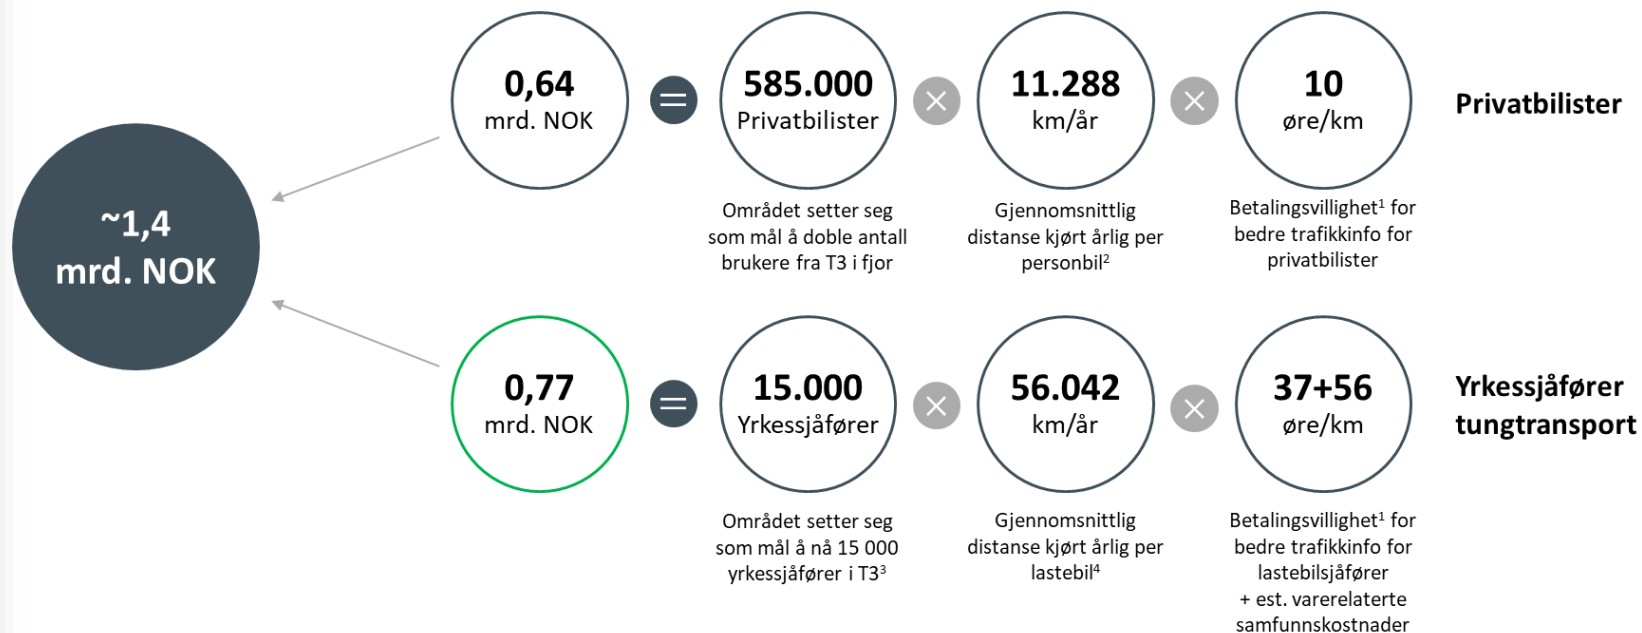 ~1,4
mrd. NOK
0,64
mrd. NOK
=
585.000
Privatbilister
×
11.288
km/år
×
10
øre/km
Privatbilister
Området setter seg
som mål å doble antall
brukere fra T3 i fjor
Gjennomsnittlig
distanse kjørt årlig per
personbil²
Betalingsvillighet¹ for
bedre trafikkinfo for
privatbilister
0,77
mrd. NOK
=
15.000
Yrkessjåfører
×
56.042
km/år
×
37+56
øre/km
Yrkessjåfører
tungtransport
Området setter seg
som mål å nå 15 000
yrkessjåfører i T3³
Gjennomsnittlig
distanse kjørt årlig per
lastebil⁴
Betalingsvillighet¹ for
bedre trafikkinfo for
lastebilsjåfører
+ est. varerelaterte
samfunnskostnader